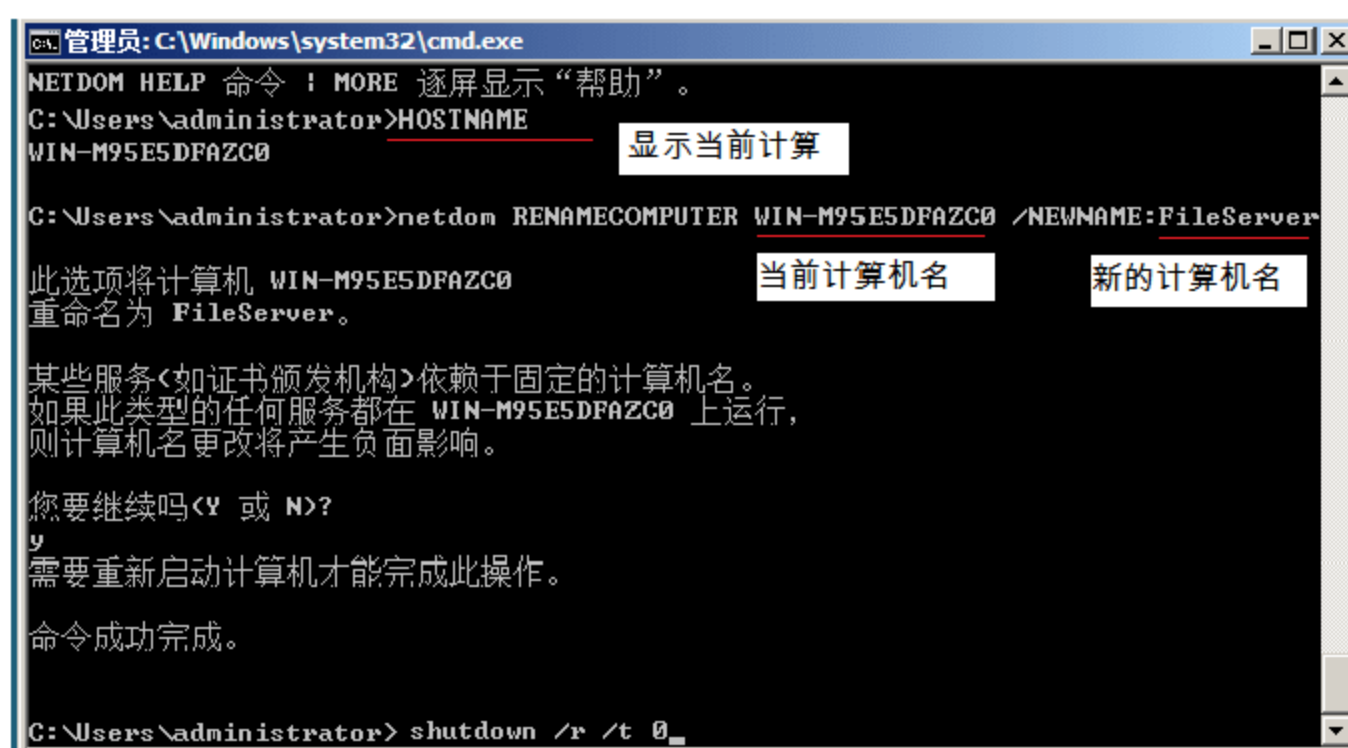 管理员: C:\Windows\system32\cmd.exe
NETDOM HELP 命令 ¦ MORE 逐屏显示“帮助”。
C:\Users\administrator>HOSTNAME
显示当前计算
WIN-M95E5DFAZC0
C:\Users\administrator>netdom RENAMECOMPUTER WIN-M95E5DFAZC0 /NEWNAME:FileServer
当前计算机名
新的计算机名
此选项将计算机 WIN-M95E5DFAZC0
重命名为 FileServer。
某些服务<如证书颁发机构>依赖于固定的计算机名。
如果此类型的任何服务都在 WIN-M95E5DFAZC0 上运行,
则计算机名更改将产生负面影响。
您要继续吗<Y 或 N>?
y
需要重新启动计算机才能完成此操作。
命令成功完成。
C:\Users\administrator> shutdown /r /t 0_